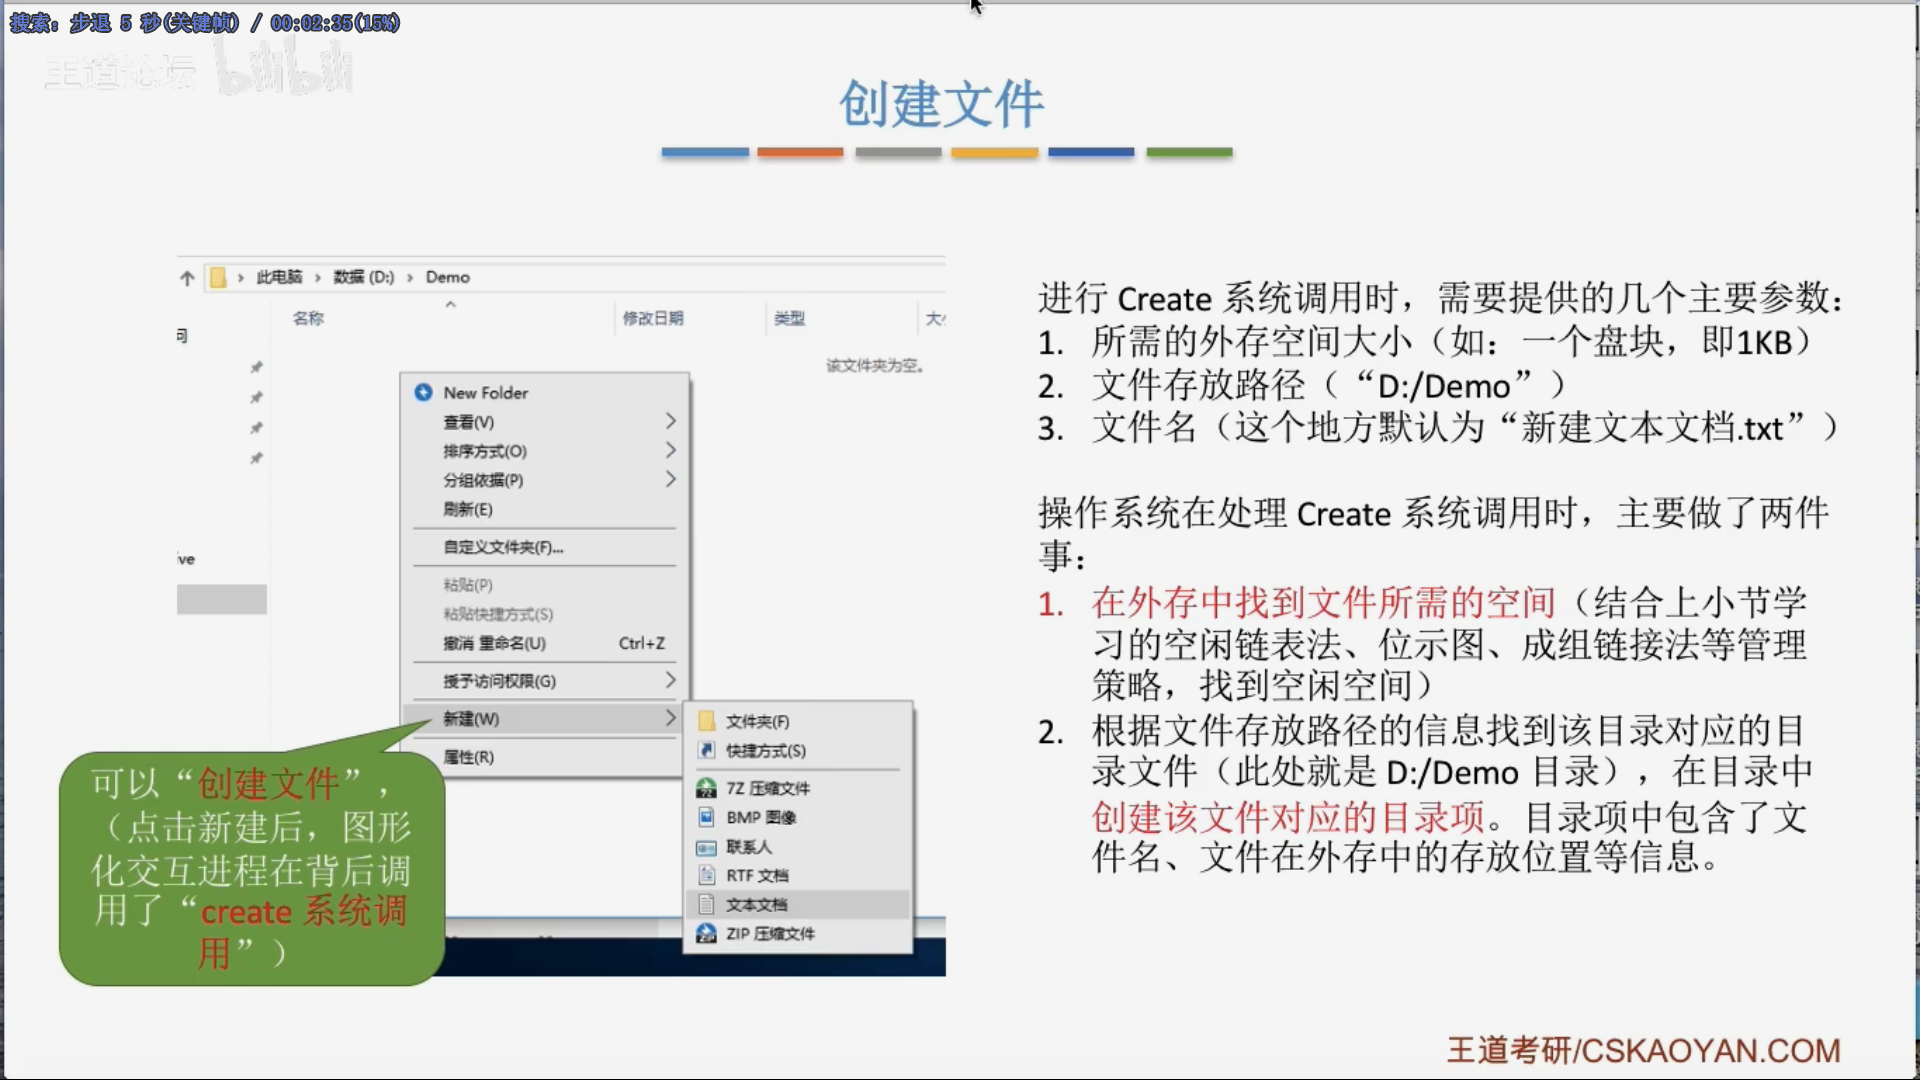 搜索: 步退 5 秒(关键帧) / 00:02:35(15%)
王道论坛 bilibili
创建文件
此电脑 › 数据 (D:) › Demo
名称 修改日期 类型
该文件夹为空。
New Folder
查看(V)
排序方式(O)
分组依据(P)
刷新(E)
自定义文件夹(F)...
粘贴(P)
粘贴快捷方式(S)
撤消 重命名(U) Ctrl+Z
授予访问权限(G)
新建(W)
属性(R)
文件夹(F)
快捷方式(S)
7Z 压缩文件
BMP 图像
联系人
RTF 文档
文本文档
ZIP 压缩文件
可以“创建文件”，
（点击新建后，图形
化交互进程在背后调
用了“create 系统调
用”）
进行 Create 系统调用时，需要提供的几个主要参数：
1. 所需的外存空间大小（如：一个盘块，即1KB）
2. 文件存放路径（“D:/Demo”）
3. 文件名（这个地方默认为“新建文本文档.txt”）
操作系统在处理 Create 系统调用时，主要做了两件
事：
1. 在外存中找到文件所需的空间（结合上小节学
习的空闲链表法、位示图、成组链接法等管理
策略，找到空闲空间）
2. 根据文件存放路径的信息找到该目录对应的目
录文件（此处就是 D:/Demo 目录），在目录中
创建该文件对应的目录项。目录项中包含了文
件名、文件在外存中的存放位置等信息。
王道考研/CSKAOYAN.COM